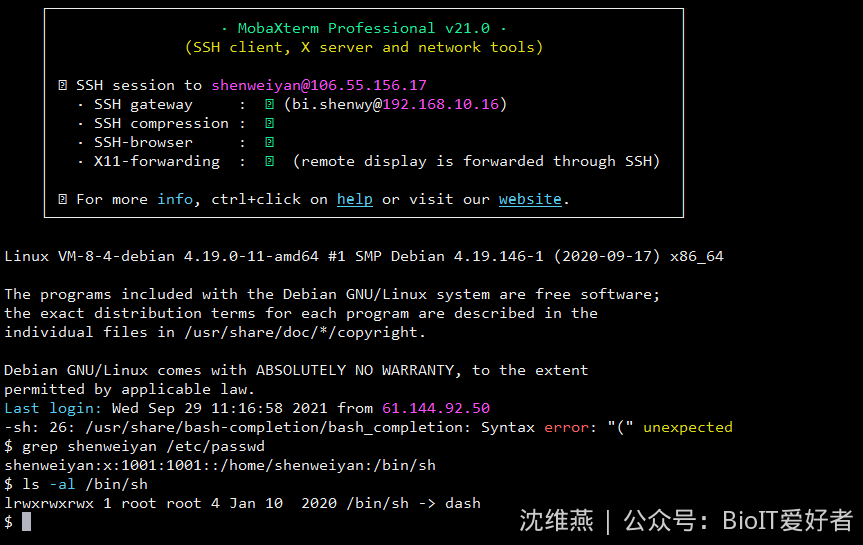 · MobaXterm Professional v21.0 ·
(SSH client, X server and network tools)
SSH session to shenweiyan@106.55.156.17
· SSH gateway     :   (bi.shenwy@192.168.10.16)
· SSH compression :
· SSH-browser     :
· X11-forwarding  :   (remote display is forwarded through SSH)
For more info, ctrl+click on help or visit our website.
Linux VM-8-4-debian 4.19.0-11-amd64 #1 SMP Debian 4.19.146-1 (2020-09-17) x86_64
The programs included with the Debian GNU/Linux system are free software;
the exact distribution terms for each program are described in the
individual files in /usr/share/doc/*/copyright.
Debian GNU/Linux comes with ABSOLUTELY NO WARRANTY, to the extent
permitted by applicable law.
Last login: Wed Sep 29 11:16:58 2021 from 61.144.92.50
-sh: 26: /usr/share/bash-completion/bash_completion: Syntax error: "(" unexpected
$ grep shenweiyan /etc/passwd
shenweiyan:x:1001:1001::/home/shenweiyan:/bin/sh
$ ls -al /bin/sh
lrwxrwxrwx 1 root root 4 Jan 10  2020 /bin/sh -> dash
$
沈维燕 | 公众号：BioIT爱好者